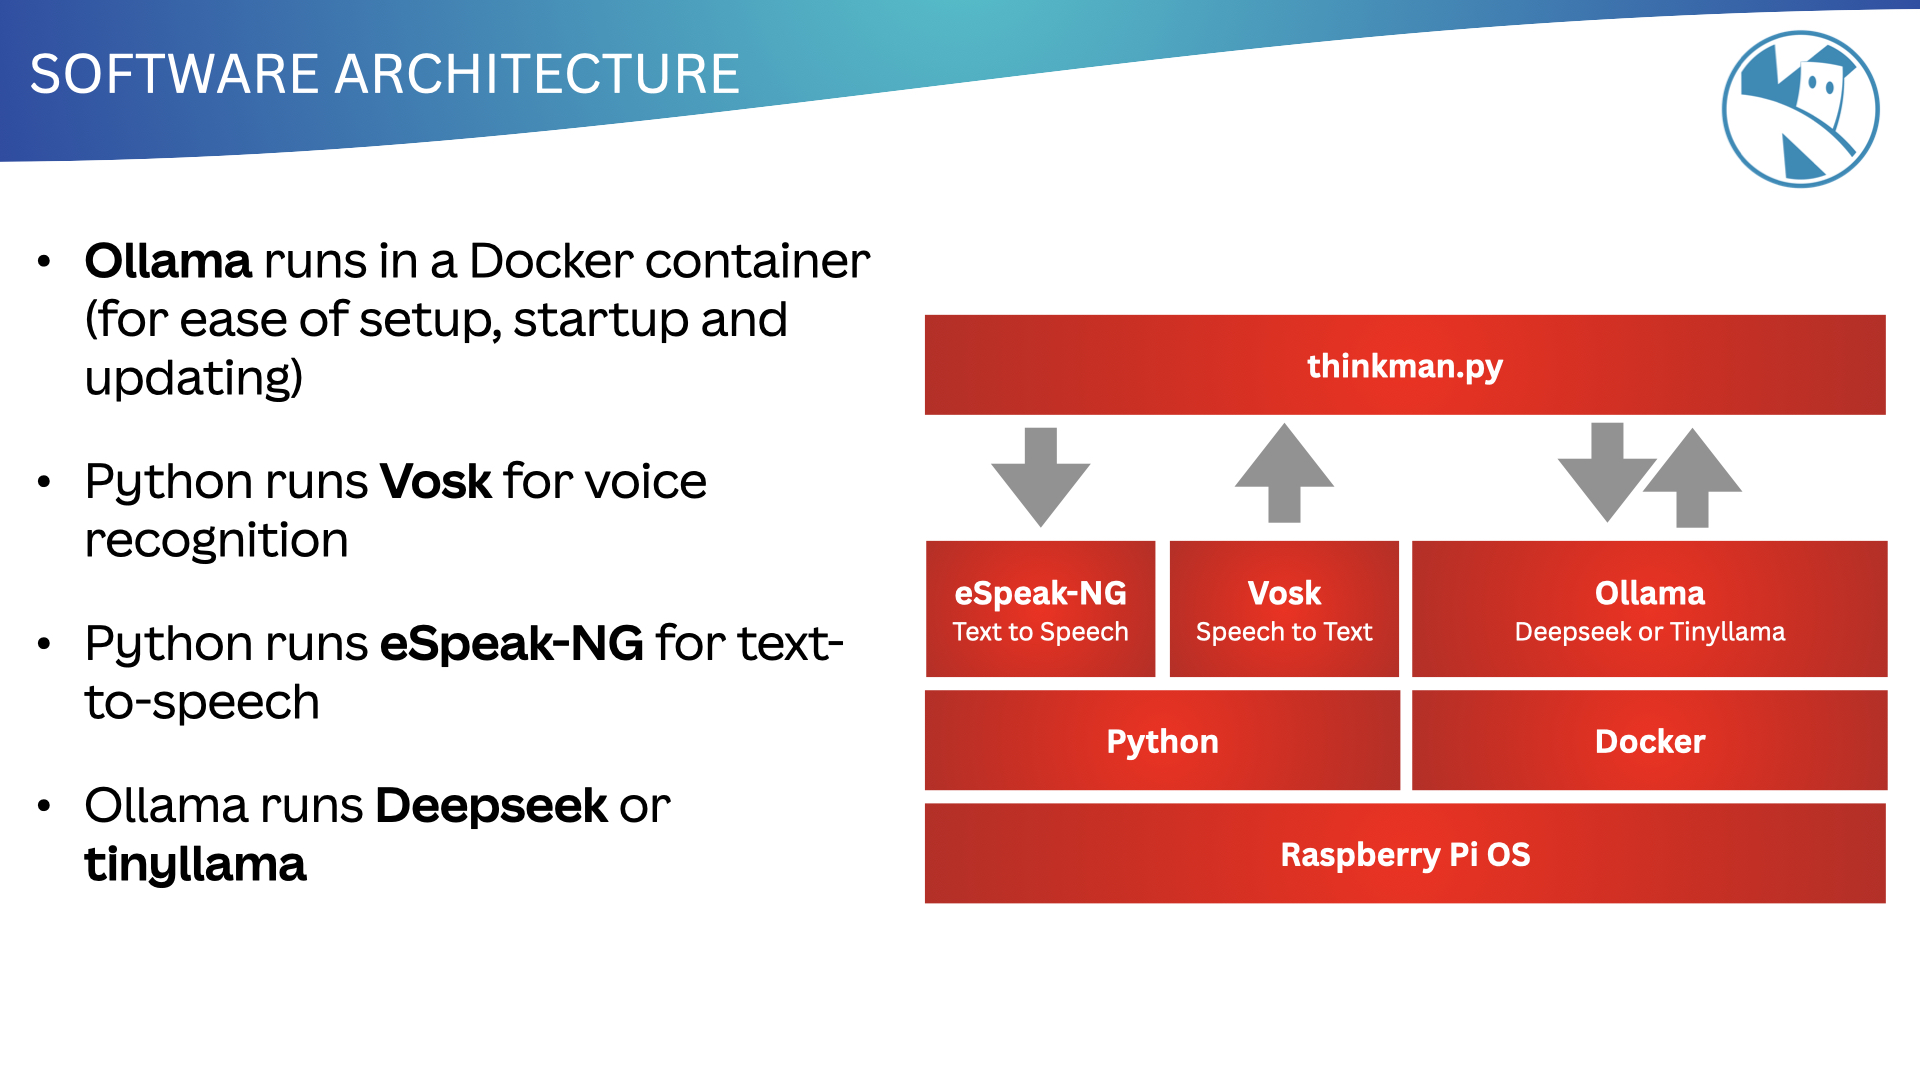 SOFTWARE ARCHITECTURE
• Ollama runs in a Docker container
(for ease of setup, startup and
updating)
• Python runs Vosk for voice
recognition
• Python runs eSpeak-NG for text-
to-speech
• Ollama runs Deepseek or
tinyllama
thinkman.py
eSpeak-NG
Text to Speech
Vosk
Speech to Text
Ollama
Deepseek or Tinyllama
Python
Docker
Raspberry Pi OS